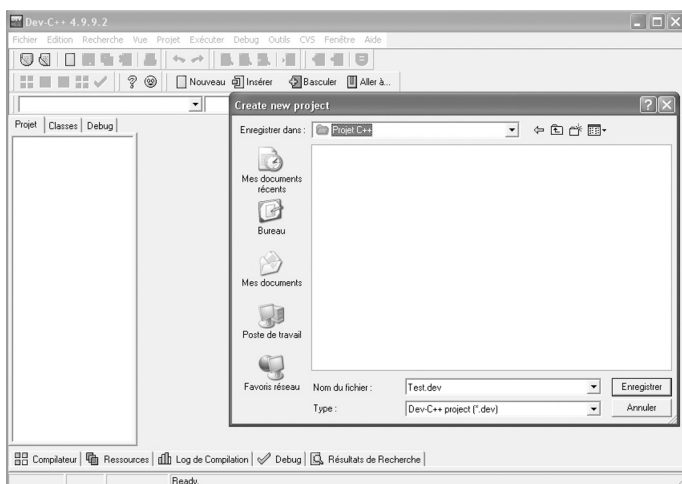 Dev-C++ 4.9.9.2
Fichier Edition Recherche Vue Projet Exécuter Debug Outils CVS Fenêtre Aide
Nouveau Insérer Basculer Aller à...
Create new project
Projet Classes Debug
Enregistrer dans : Projet C++
Mes documents
récents
Bureau
Mes documents
Poste de travail
Favoris réseau
Nom du fichier : Test.dev Enregistrer
Type : Dev-C++ project (*.dev) Annuler
Compilateur Ressources Log de Compilation Debug Résultats de Recherche
Ready.